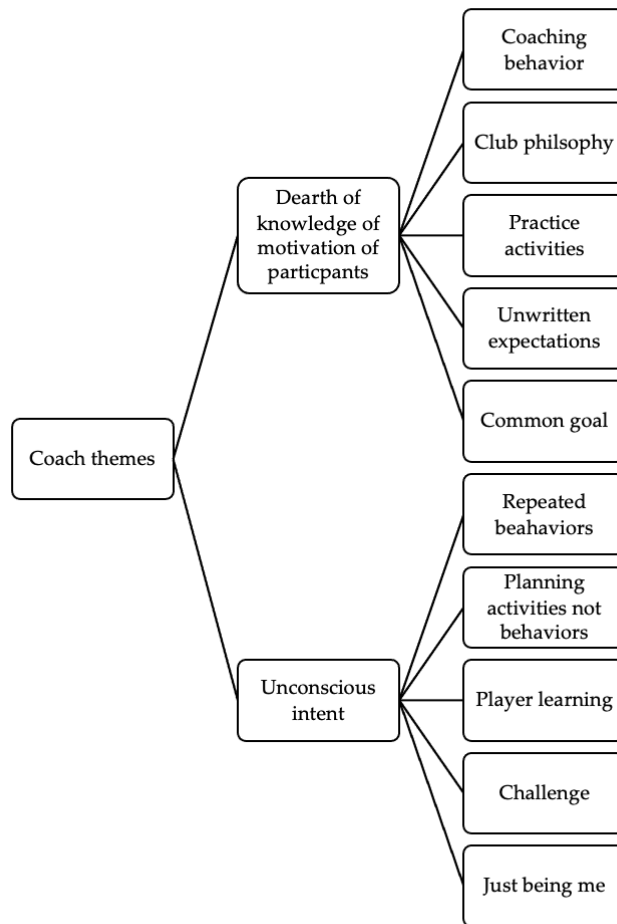 Coach themes
Dearth of
knowledge of
motivation of
particpants
Coaching
behavior
Club philsophy
Practice
activities
Unwritten
expectations
Common goal
Unconscious
intent
Repeated
beahaviors
Planning
activities not
behaviors
Player learning
Challenge
Just being me